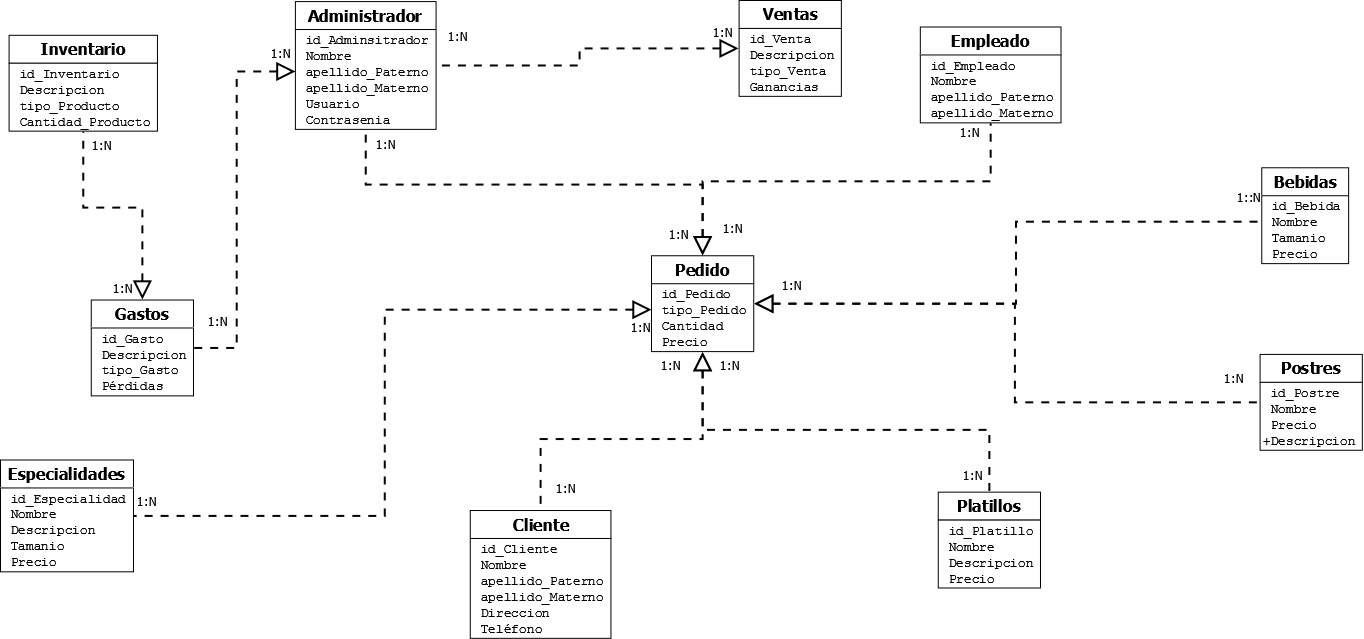 Administrador
id_Adminsitrador
Nombre
apellido_Paterno
apellido_Materno
Usuario
Contrasenia
1:N
1:N
Ventas
id_Venta
Descripcion
tipo_Venta
Ganancias
Empleado
id_Empleado
Nombre
apellido_Paterno
apellido_Materno
1:N
Inventario
id_Inventario
Descripcion
tipo_Producto
Cantidad_Producto
1:N
1:N
1:N
Bebidas
id_Bebida
Nombre
Tamanio
Precio
1::N
1:N
1:N
Pedido
id_Pedido
tipo_Pedido
Cantidad
Precio
1:N
1:N
1:N
1:N
1:N
Gastos
id_Gasto
Descripcion
tipo_Gasto
Pérdidas
1:N
Postres
id_Postre
Nombre
Precio
+Descripcion
1:N
Especialidades
id_Especialidad
Nombre
Descripcion
Tamanio
Precio
1:N
1:N
Cliente
id_Cliente
Nombre
apellido_Paterno
apellido_Materno
Direccion
Teléfono
1:N
Platillos
id_Platillo
Nombre
Descripcion
Precio